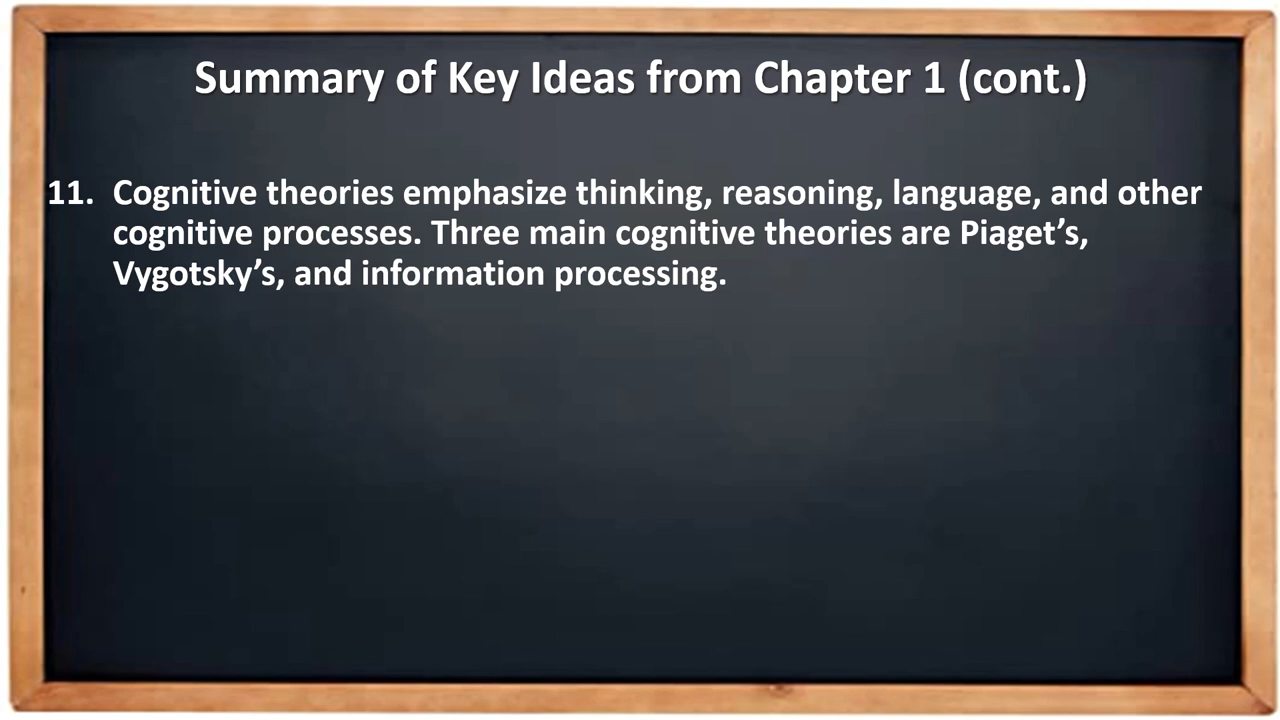 Summary of Key Ideas from Chapter 1 (cont.)
11. Cognitive theories emphasize thinking, reasoning, language, and other
cognitive processes. Three main cognitive theories are Piaget’s,
Vygotsky’s, and information processing.